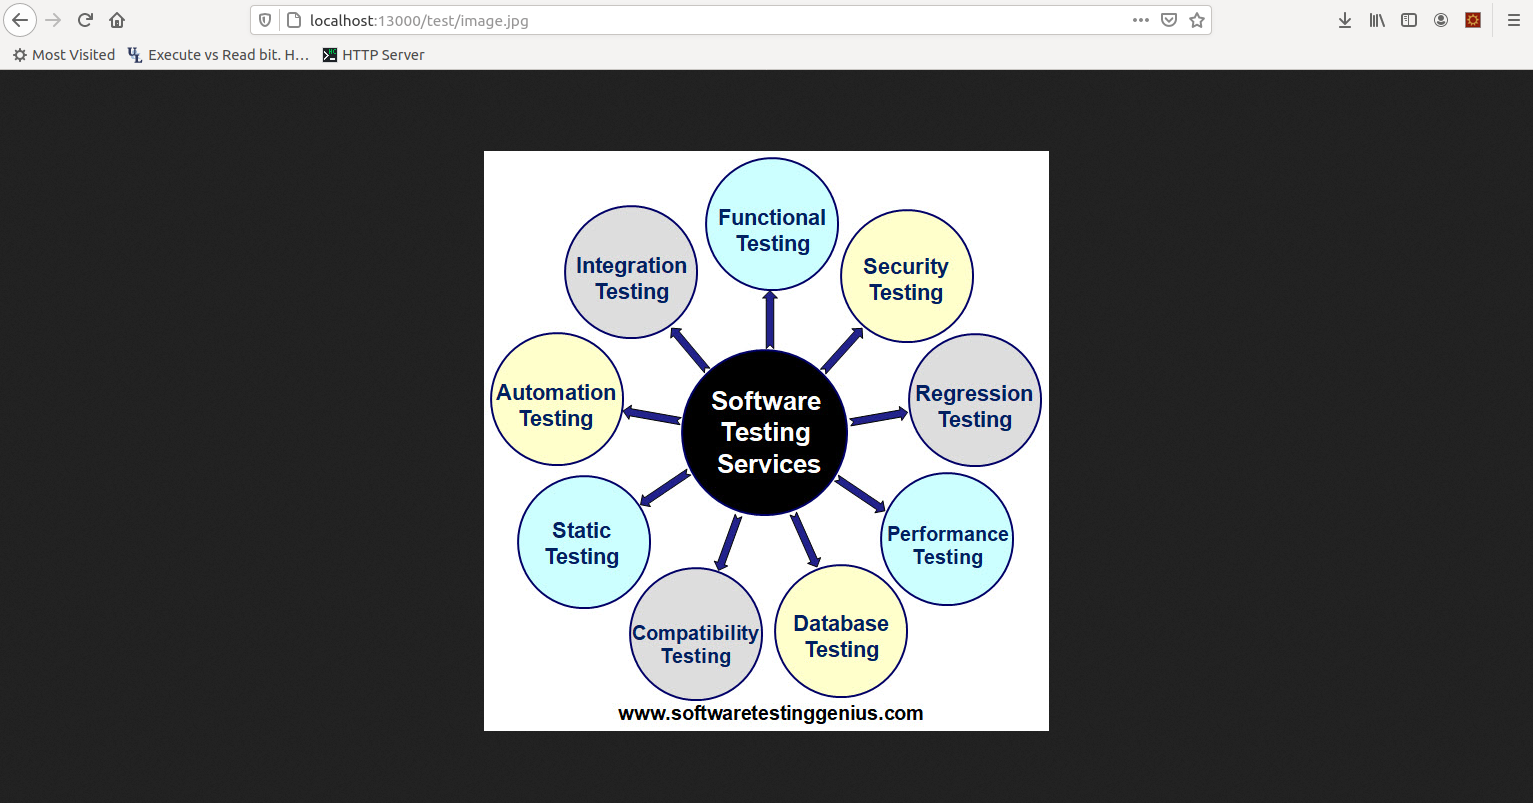 localhost:13000/test/image.jpg
Most Visited
Execute vs Read bit. H…
HTTP Server
Functional
Testing
Security
Testing
Regression
Testing
Performance
Testing
Database
Testing
Compatibility
Testing
Static
Testing
Automation
Testing
Integration
Testing
Software
Testing
Services
www.softwaretestinggenius.com